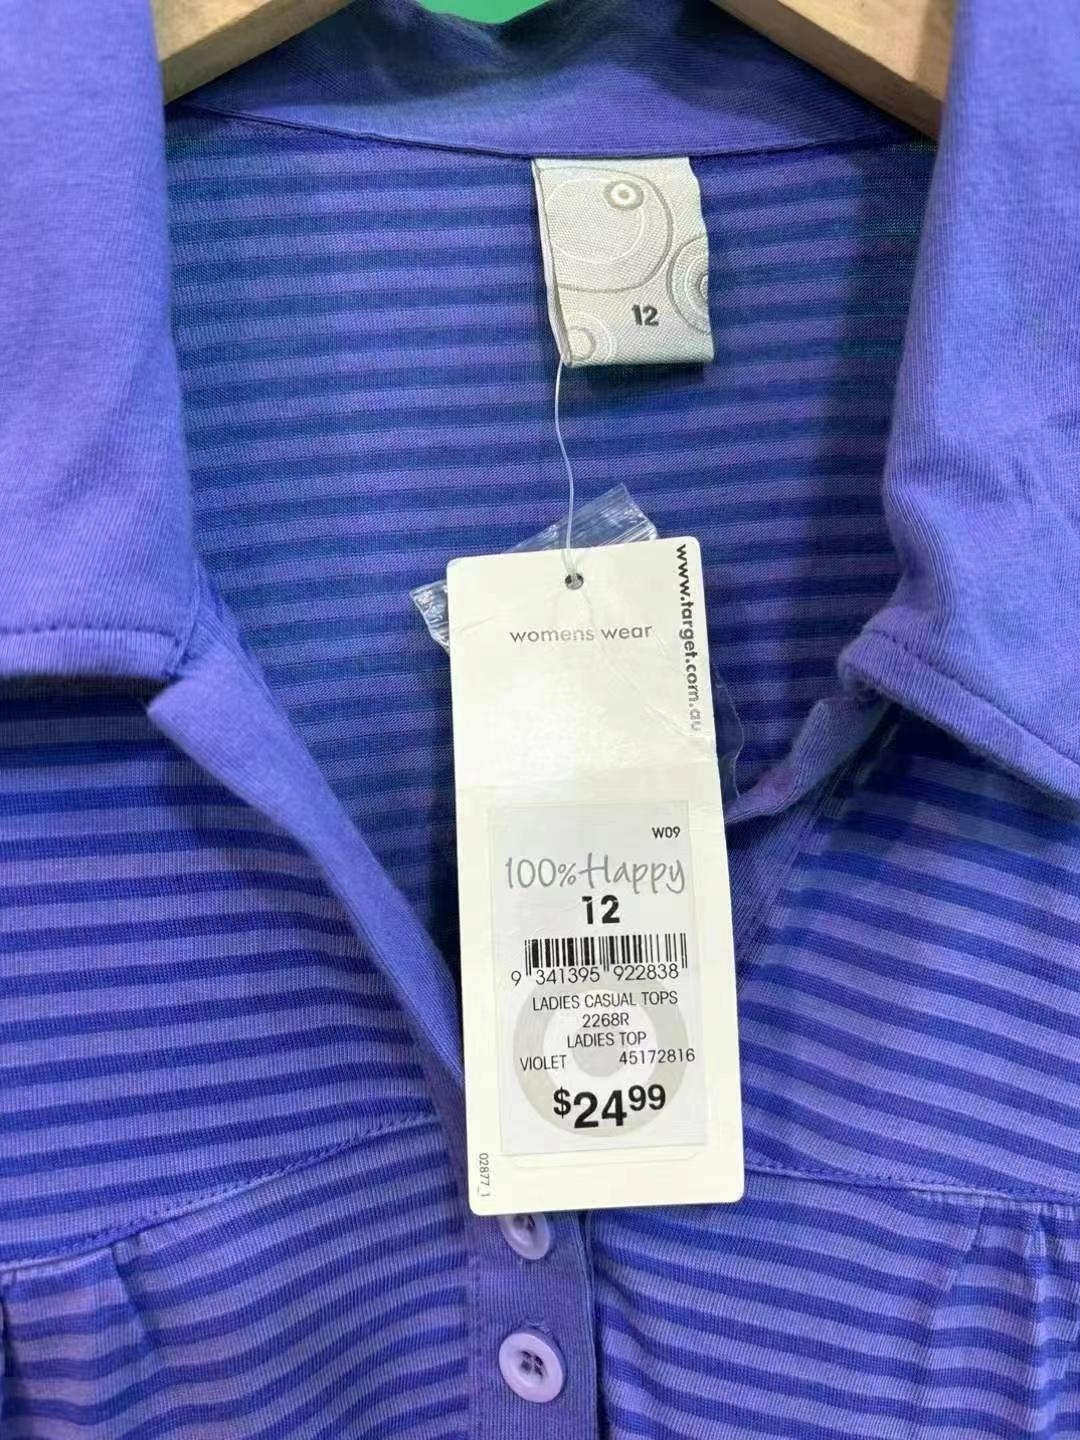 12
womens wear
www.target.com.au
W09
100% Happy
12
9 341395 922838
LADIES CASUAL TOPS
2268R
LADIES TOP
VIOLET 45172816
$24.99
02877_1